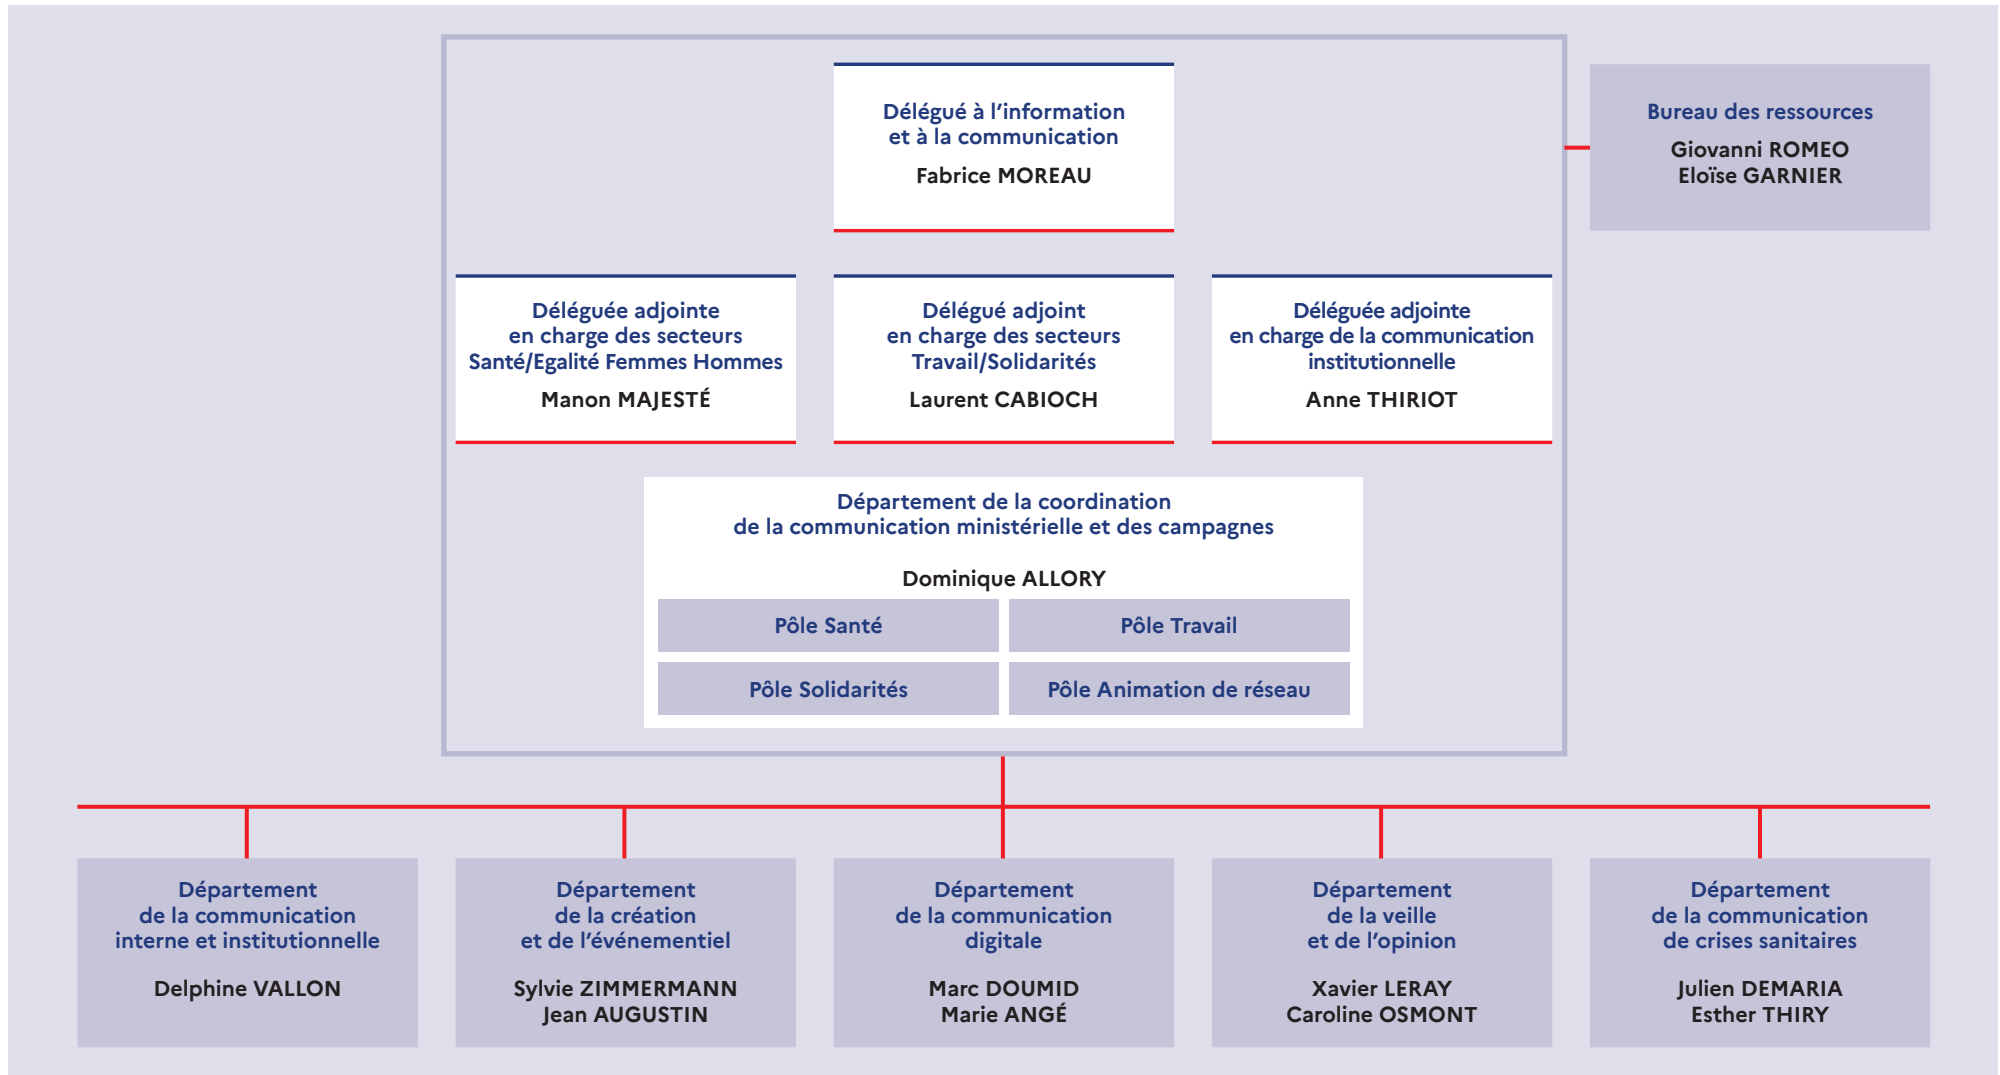 Délégué à l’information
et à la communication
Fabrice MOREAU
Bureau des ressources
Giovanni ROMEO
Eloïse GARNIER
Déléguée adjointe
en charge des secteurs
Santé/Egalité Femmes Hommes
Manon MAJESTÉ
Délégué adjoint
en charge des secteurs
Travail/Solidarités
Laurent CABIOCH
Déléguée adjointe
en charge de la communication
institutionnelle
Anne THIRIOT
Département de la coordination
de la communication ministérielle et des campagnes
Dominique ALLORY
Pôle Santé
Pôle Travail
Pôle Solidarités
Pôle Animation de réseau
Département
de la communication
interne et institutionnelle
Delphine VALLON
Département
de la création
et de l’événementiel
Sylvie ZIMMERMANN
Jean AUGUSTIN
Département
de la communication
digitale
Marc DOUMID
Marie ANGÉ
Département
de la veille
et de l’opinion
Xavier LERAY
Caroline OSMONT
Département
de la communication
de crises sanitaires
Julien DEMARIA
Esther THIRY